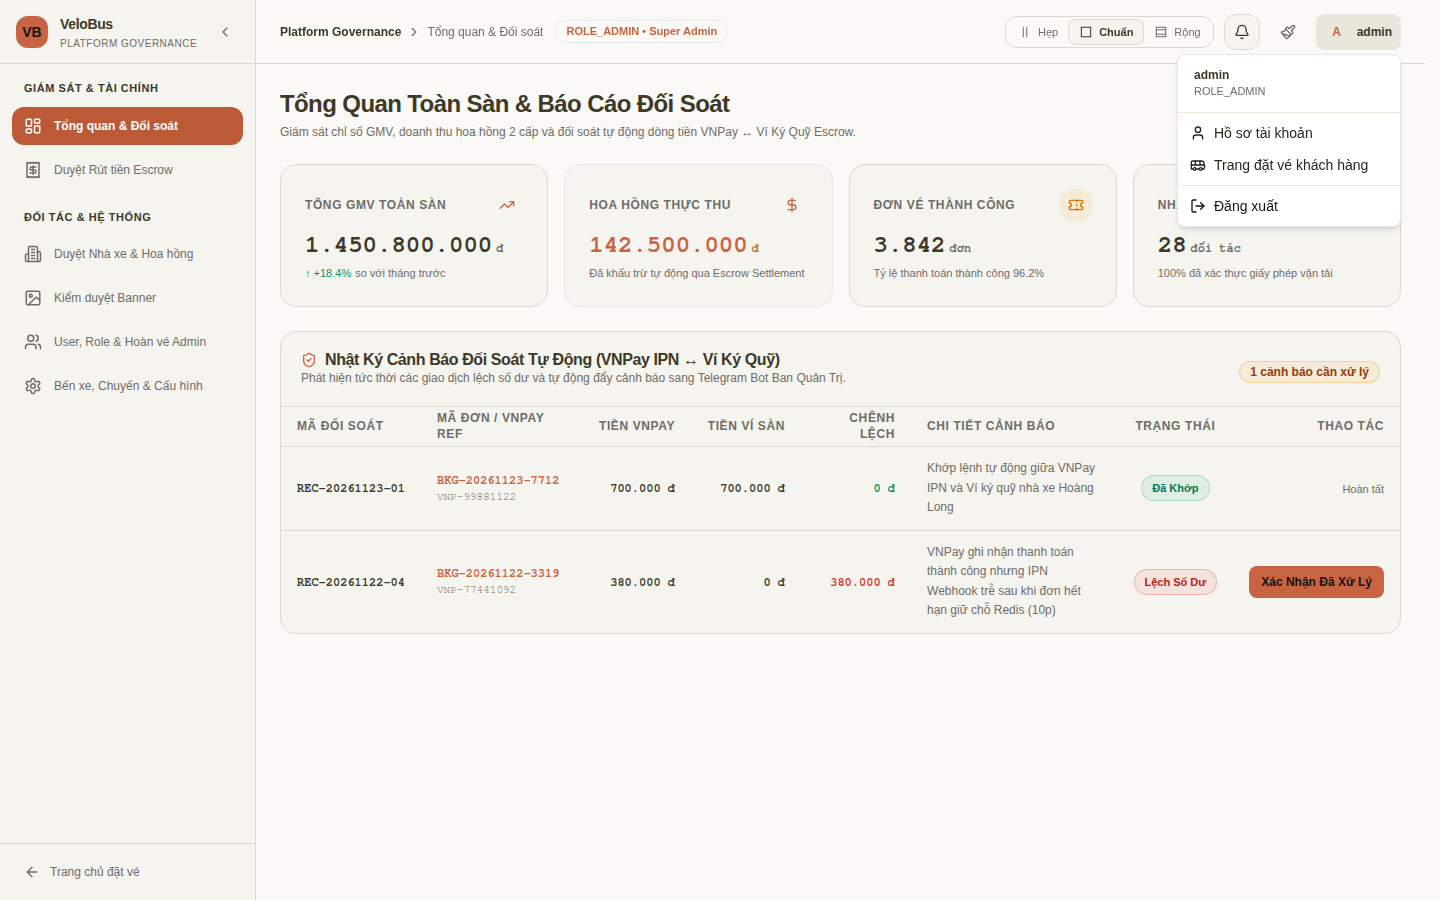 VB
VeloBus
PLATFORM GOVERNANCE
GIÁM SÁT & TÀI CHÍNH
Tổng quan & Đối soát
Duyệt Rút tiền Escrow
ĐỐI TÁC & HỆ THỐNG
Duyệt Nhà xe & Hoa hồng
Kiểm duyệt Banner
User, Role & Hoàn vé Admin
Bến xe, Chuyến & Cấu hình
Trang chủ đặt vé
Platform Governance > Tổng quan & Đối soát
ROLE_ADMIN • Super Admin
Hẹp
Chuẩn
Rộng
A admin
admin
ROLE_ADMIN
Hồ sơ tài khoản
Trang đặt vé khách hàng
Đăng xuất
Tổng Quan Toàn Sàn & Báo Cáo Đối Soát
Giám sát chỉ số GMV, doanh thu hoa hồng 2 cấp và đối soát tự động dòng tiền VNPay ↔ Ví Ký Quỹ Escrow.
TỔNG GMV TOÀN SÀN
1.450.800.000 đ
↑ +18.4% so với tháng trước
HOA HỒNG THỰC THU
142.500.000 đ
Đã khấu trừ tự động qua Escrow Settlement
ĐƠN VÉ THÀNH CÔNG
3.842 đơn
Tỷ lệ thanh toán thành công 96.2%
28 đối tác
100% đã xác thực giấy phép vận tải
Nhật Ký Cảnh Báo Đối Soát Tự Động (VNPay IPN ↔ Ví Ký Quỹ)
Phát hiện tức thời các giao dịch lệch số dư và tự động đẩy cảnh báo sang Telegram Bot Ban Quản Trị.
1 cảnh báo cần xử lý
MÃ ĐỐI SOÁT
MÃ ĐƠN / VNPAY
REF
TIỀN VNPAY
TIỀN VÍ SÀN
CHÊNH
LỆCH
CHI TIẾT CẢNH BÁO
TRẠNG THÁI
THAO TÁC
REC-20261123-01
BKG-20261123-7712
VNP-99881122
700.000 đ
700.000 đ
0 đ
Khớp lệnh tự động giữa VNPay
IPN và Ví ký quỹ nhà xe Hoàng
Long
Đã Khớp
Hoàn tất
REC-20261122-04
BKG-20261122-3319
VNP-77441092
380.000 đ
0 đ
380.000 đ
VNPay ghi nhận thanh toán
thành công nhưng IPN
Webhook trễ sau khi đơn hết
hạn giữ chỗ Redis (10p)
Lệch Số Dư
Xác Nhận Đã Xử Lý